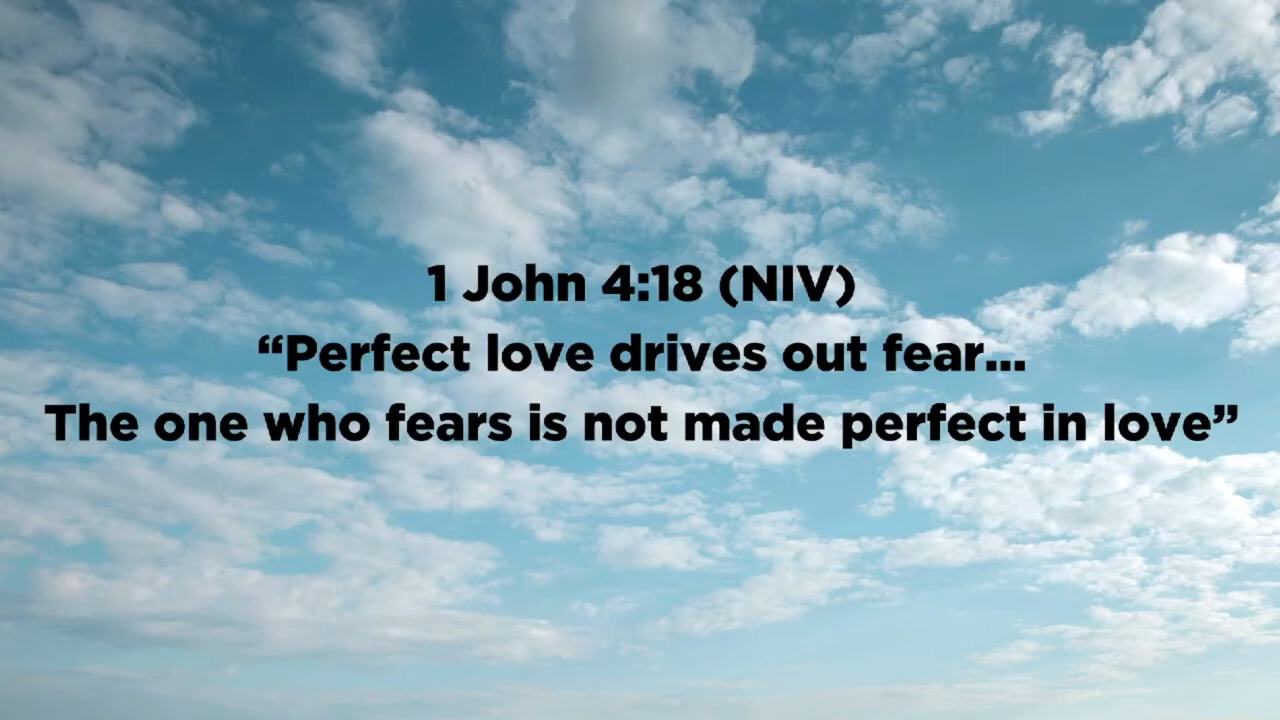 1 John 4:18 (NIV)
“Perfect love drives out fear...
The one who fears is not made perfect in love”